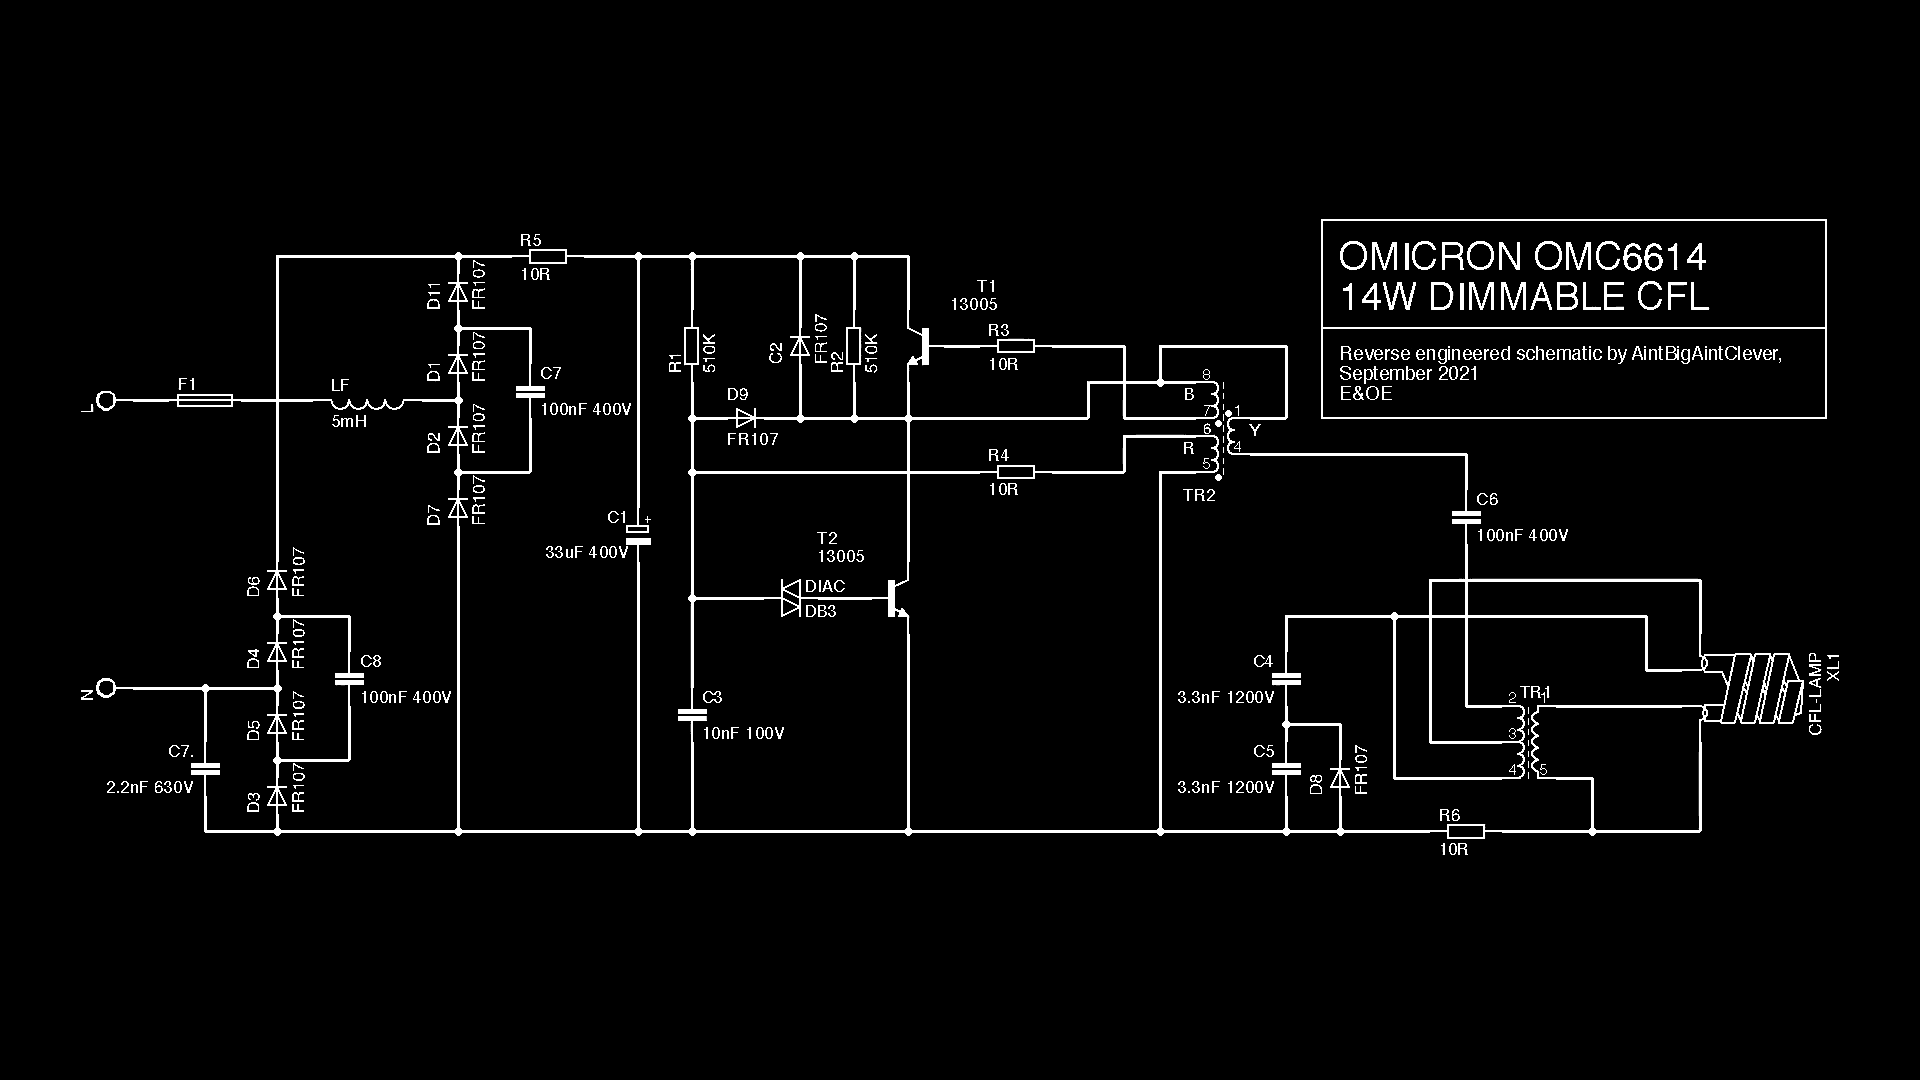 OMICRON OMC6614
14W DIMMABLE CFL
Reverse engineered schematic by AintBigAintClever,
September 2021
E&OE
R5
10R
D11
FR107
T1
13005
R3
10R
R1
510K
C2
FR107
R2
510K
D1
FR107
C7
100nF 400V
F1
LF
5mH
L
D9
FR107
D2
FR107
8
B
7
1
Y
6
R
4
5
TR2
R4
10R
D7
FR107
C1
+
33uF 400V
C6
100nF 400V
T2
13005
DIAC
DB3
D6
FR107
D4
FR107
C8
100nF 400V
N
D5
FR107
C3
10nF 100V
C4
3.3nF 1200V
C5
3.3nF 1200V
D8
FR107
2
TR1
1
3
4
5
CFL-LAMP
XL1
C7.
2.2nF 630V
D3
FR107
R6
10R